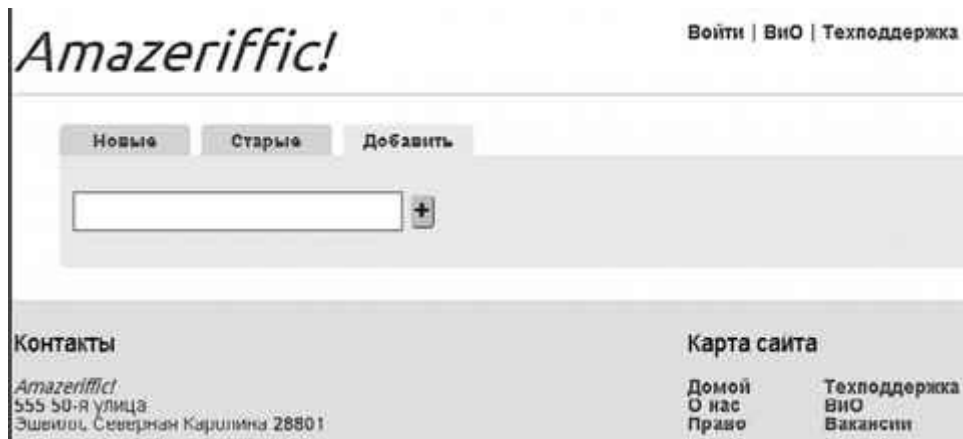 Amazeriffic!
Войти | ВиО | Техподдержка
Новые Старые Добавить
+
Контакты
Amazeriffic!
555 50-я улица
Северная Каролина 28801
Карта сайта
Домой Техподдержка
О нас ВиО
Право Вакансии